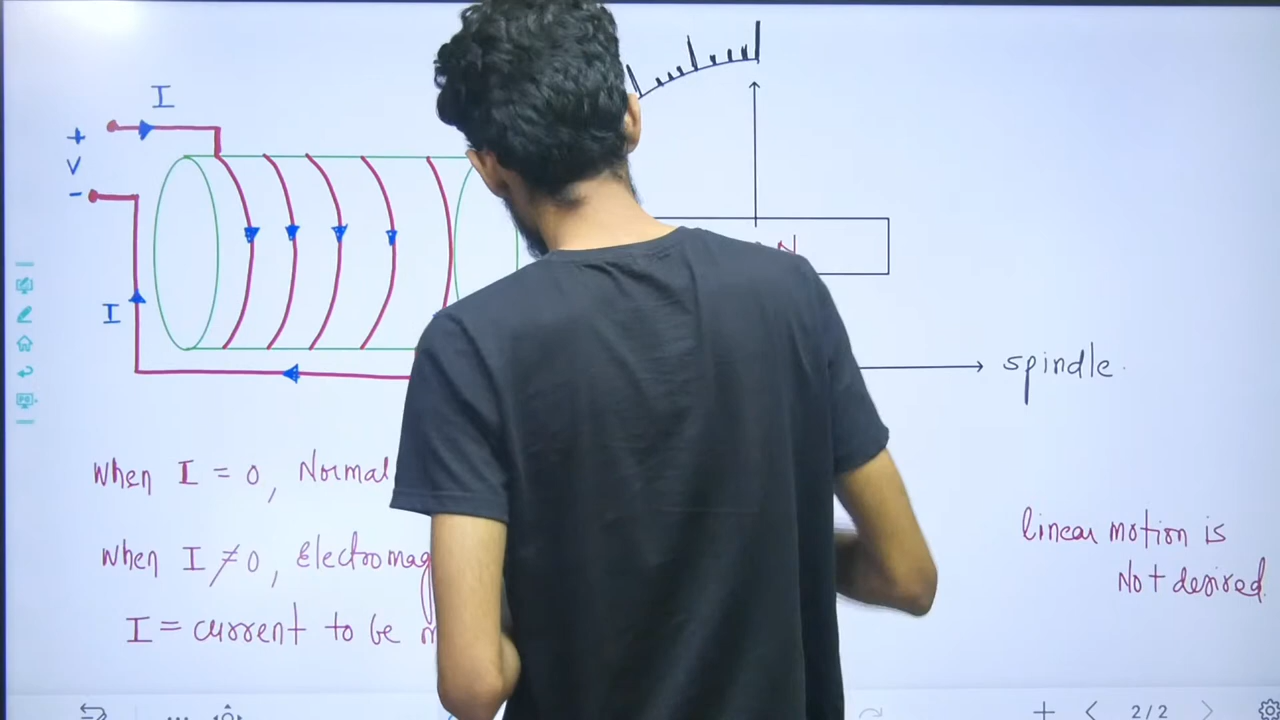 I
+
V
-
I
N
spindle.
When I = 0, Normal
When I ≠ 0, Electromag
I = current to be
linear motion is
Not desired.
2/2